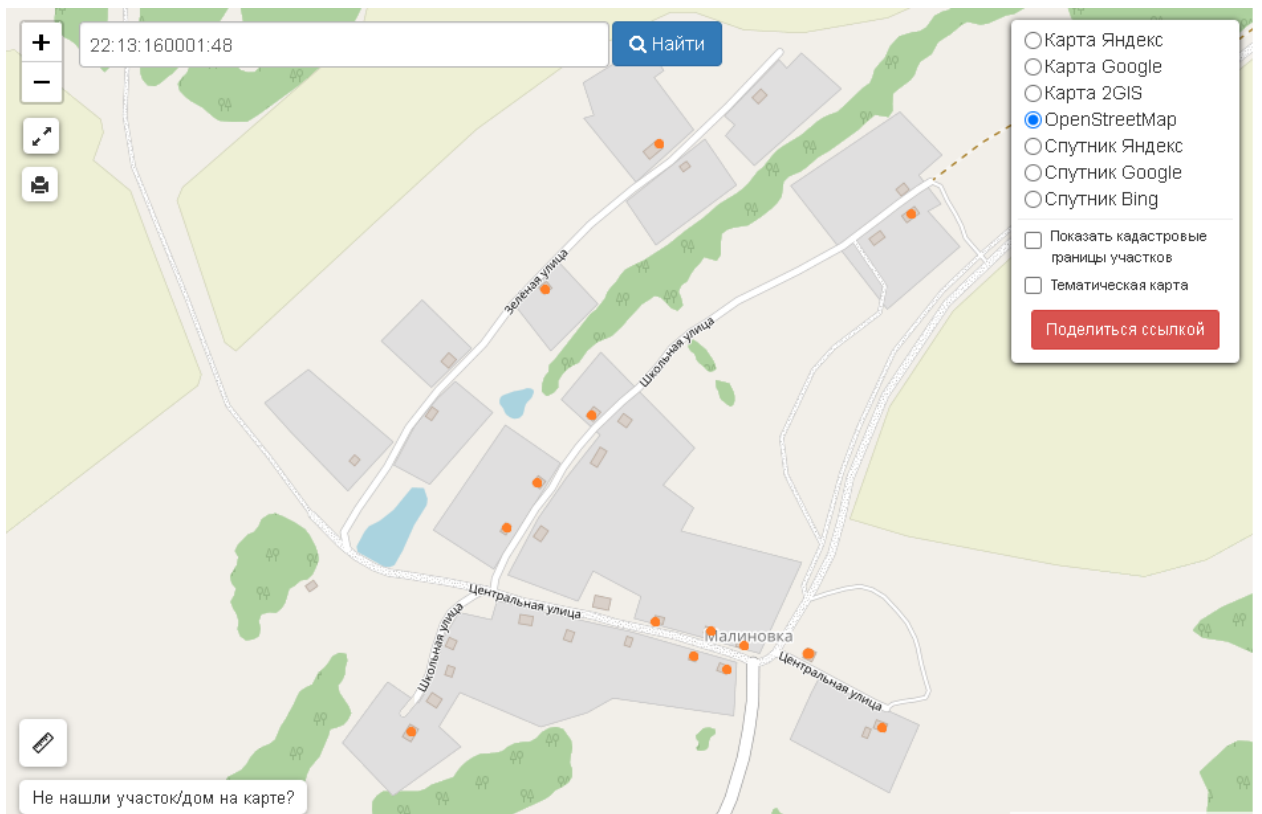 +
22:13:160001:48
Найти
−
Карта Яндекс
Карта Google
Карта 2GIS
OpenStreetMap
Спутник Яндекс
Спутник Google
Спутник Bing
Показать кадастровые
границы участков
Тематическая карта
Поделиться ссылкой
Зеленая улица
Школьная улица
Центральная улица
Школьная улица
Малиновка
Центральная улица
Не нашли участок/дом на карте?